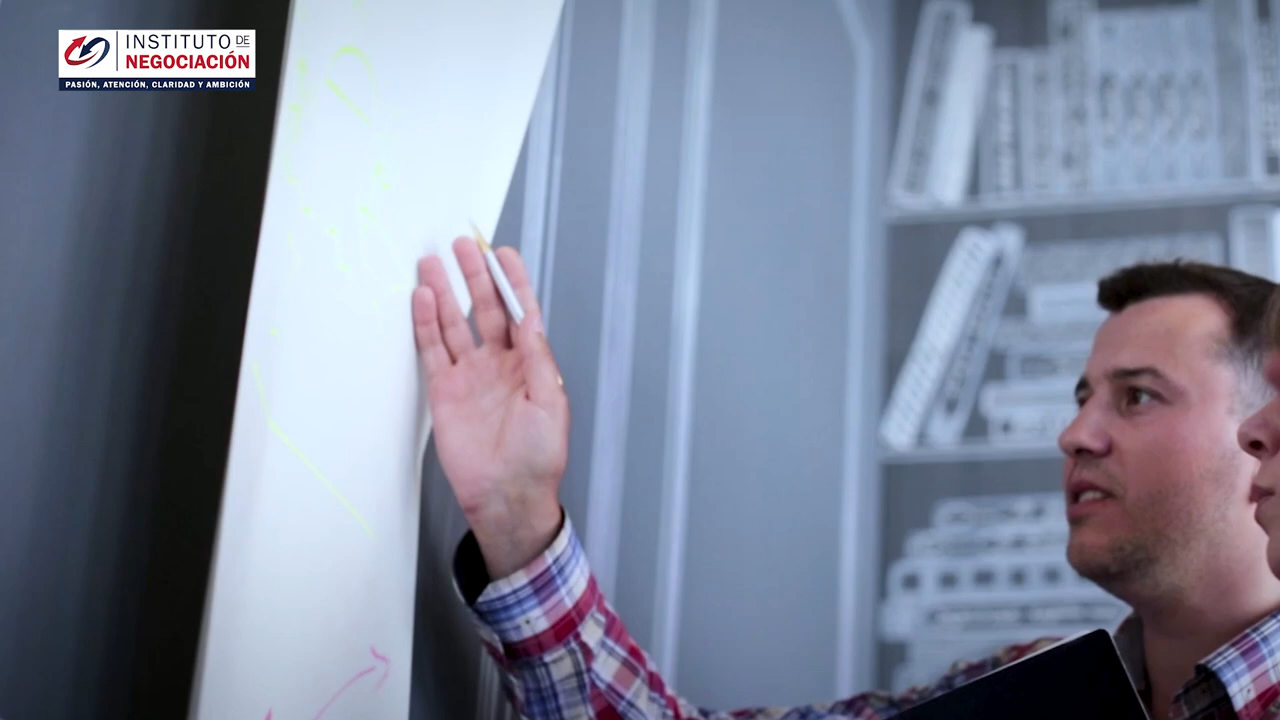 INSTITUTO DE
NEGOCIACIÓN
PASIÓN, ATENCIÓN, CLARIDAD Y AMBICIÓN